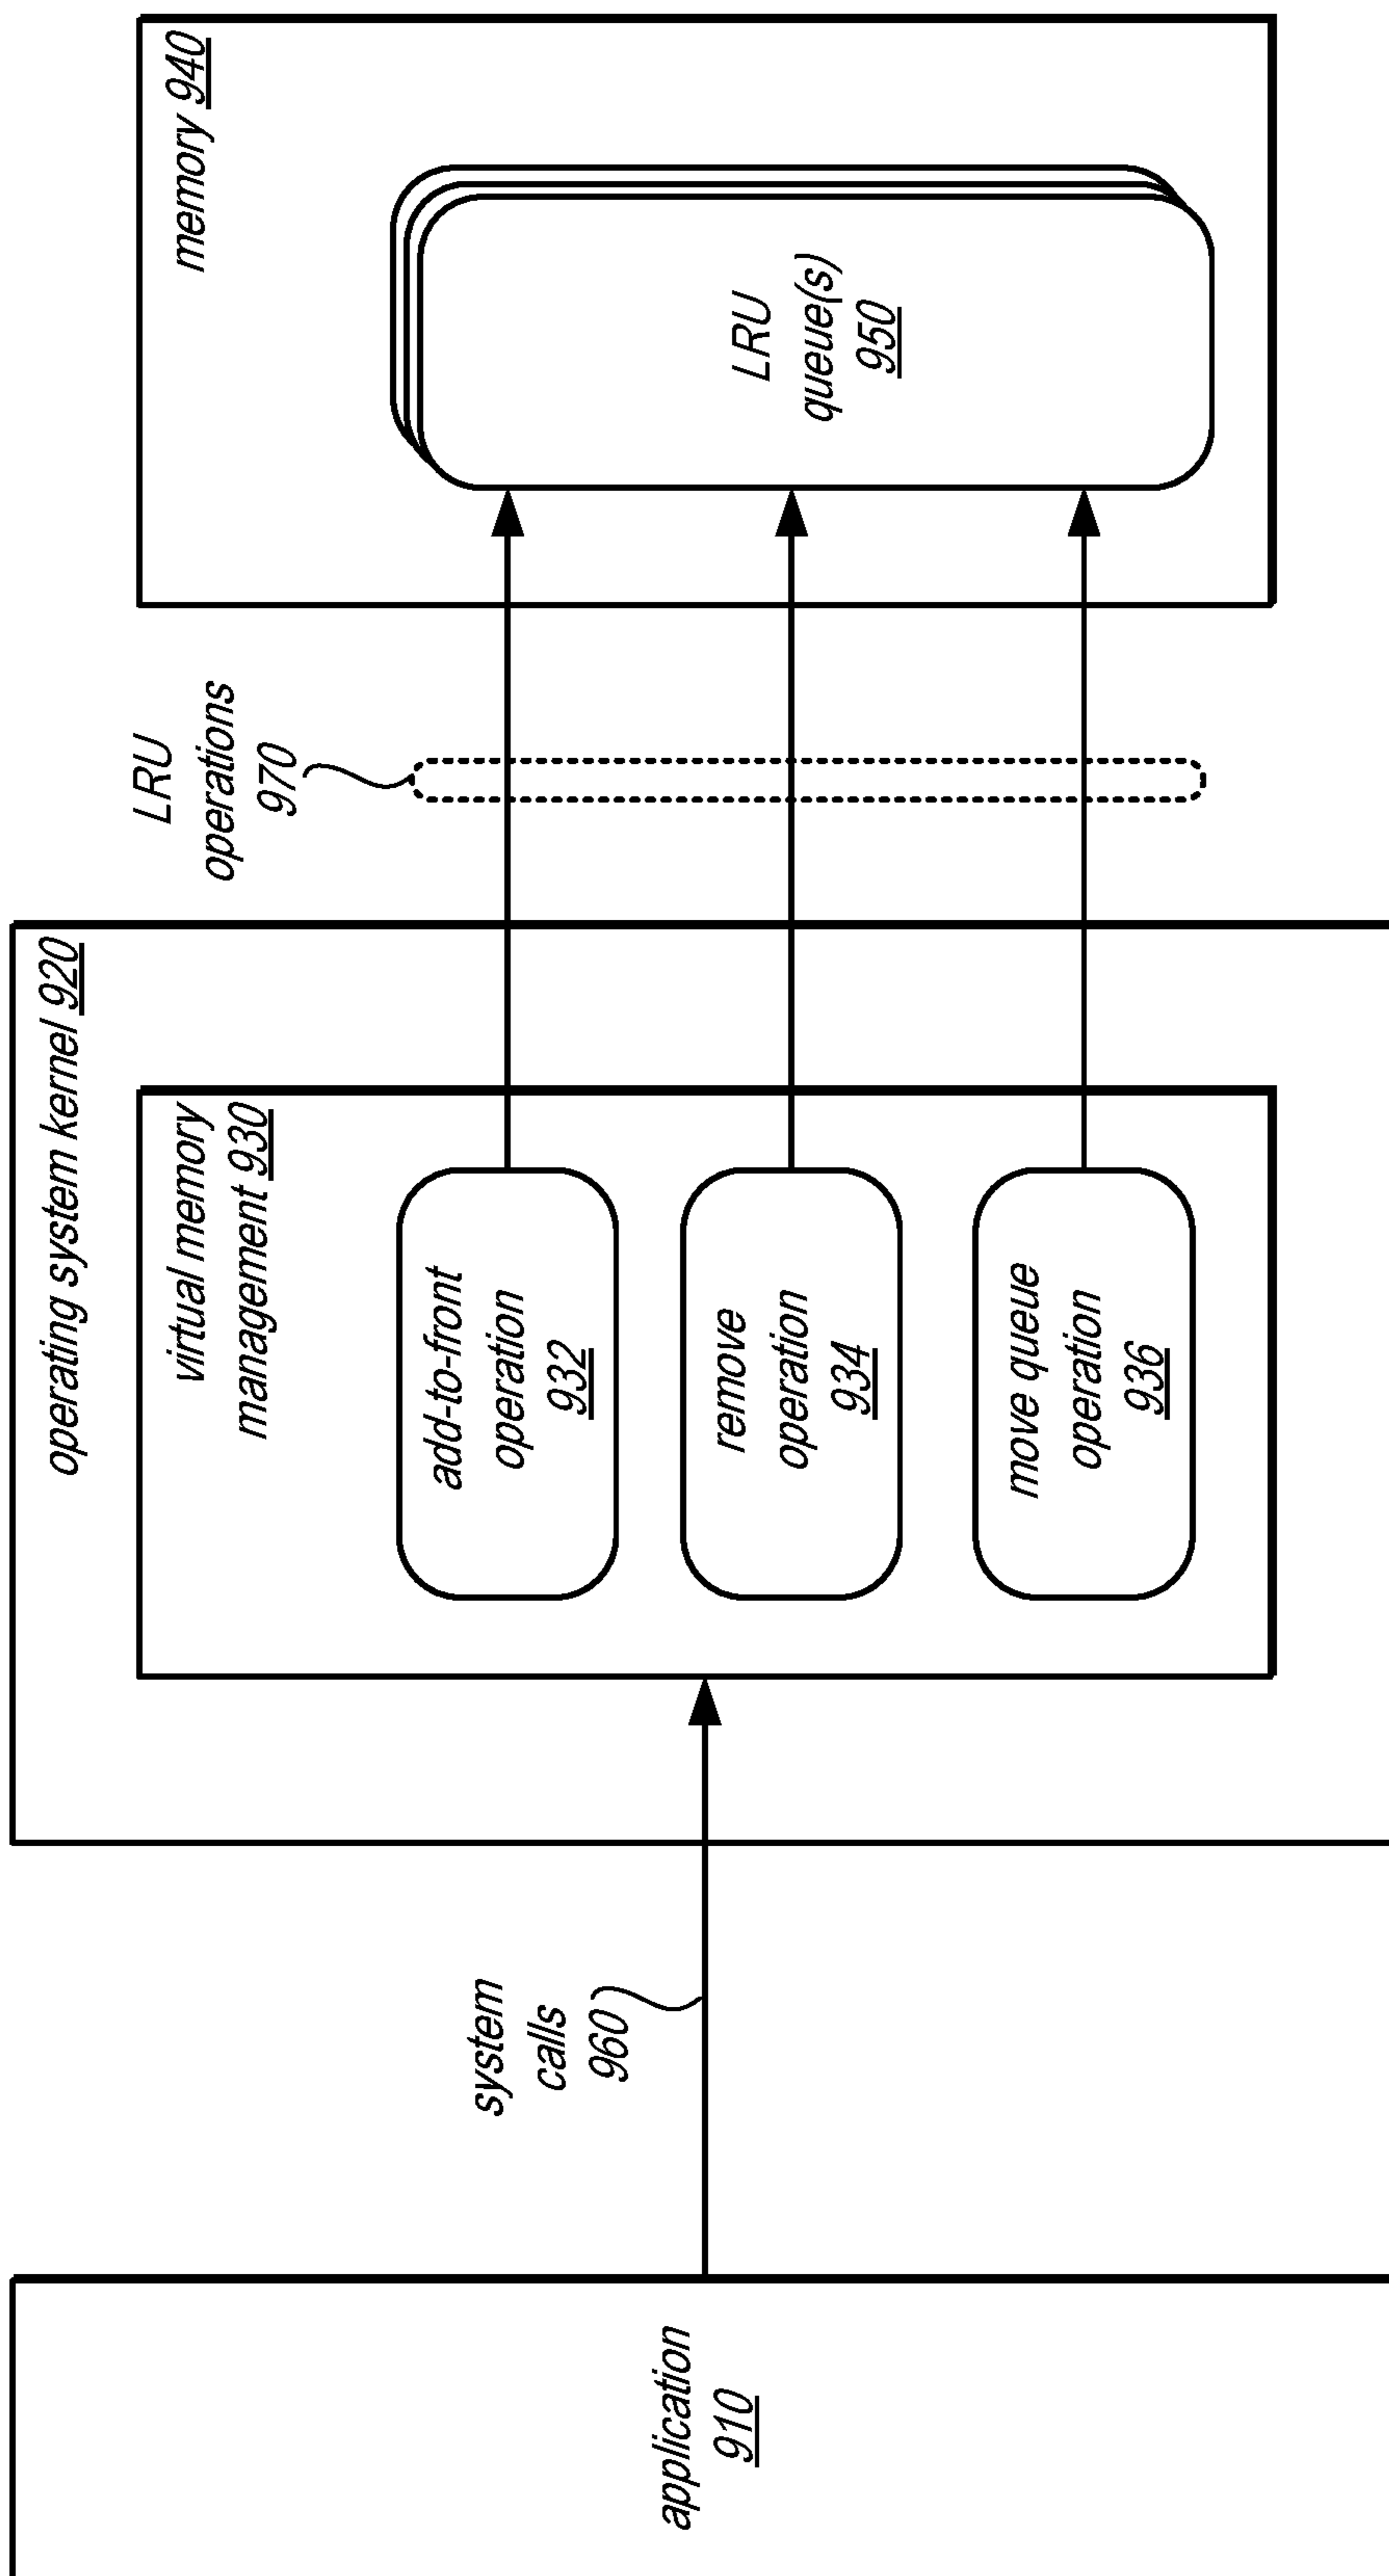 application
910
system
calls
960
operating system kernel 920
virtual memory
management 930
add-to-front
operation
932
remove
operation
934
move queue
operation
936
LRU
operations
970
memory 940
LRU
queue(s)
950